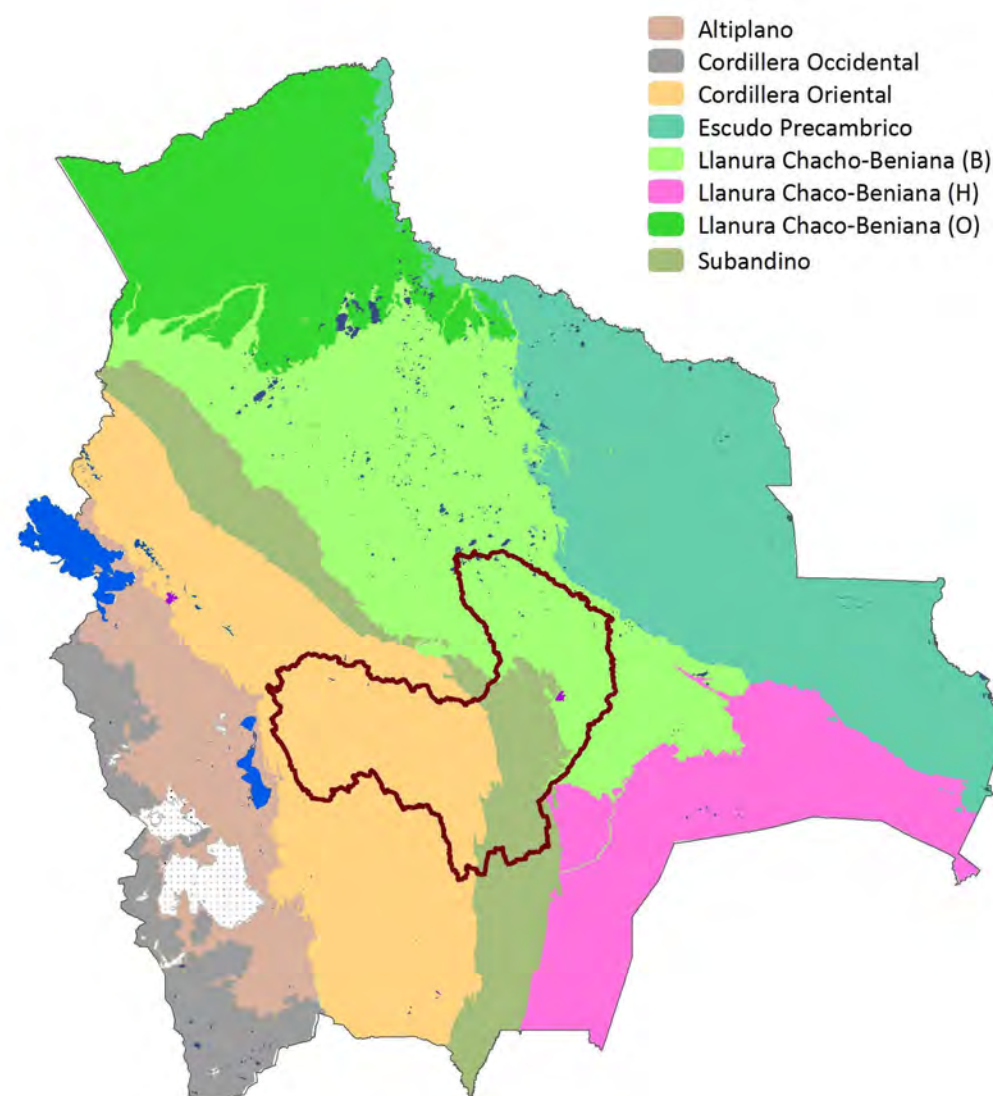 Altiplano
Cordillera Occidental
Cordillera Oriental
Escudo Precambrico
Llanura Chacho-Beniana (B)
Llanura Chaco-Beniana (H)
Llanura Chaco-Beniana (O)
Subandino